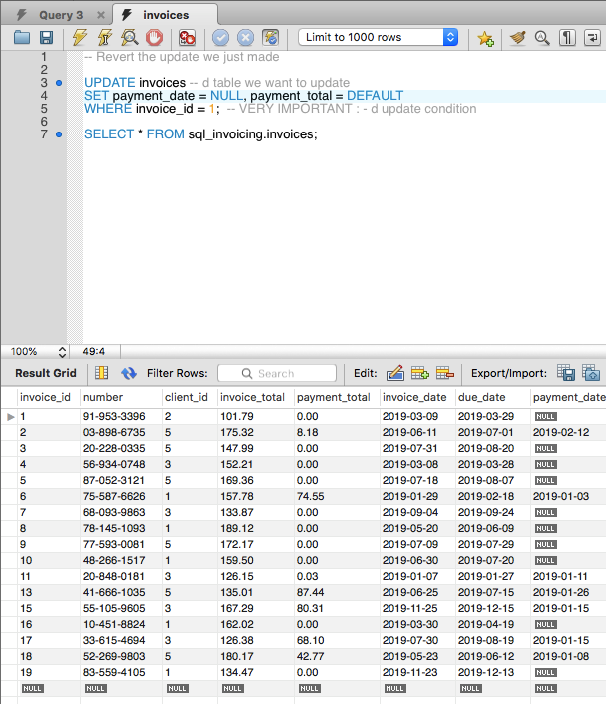 Query 3 invoices
Limit to 1000 rows
1 -- Revert the update we just made
2
3 UPDATE invoices -- d table we want to update
4 SET payment_date = NULL, payment_total = DEFAULT
5 WHERE invoice_id = 1; -- VERY IMPORTANT : - d update condition
6
7 SELECT * FROM sql_invoicing.invoices;
100% 49:4
Result Grid Filter Rows: Search Edit: Export/Import:
invoice_id number client_id invoice_total payment_total invoice_date due_date payment_date
1 91-953-3396 2 101.79 0.00 2019-03-09 2019-03-29 NULL
2 03-898-6735 5 175.32 8.18 2019-06-11 2019-07-01 2019-02-12
3 20-228-0335 5 147.99 0.00 2019-07-31 2019-08-20 NULL
4 56-934-0748 3 152.21 0.00 2019-03-08 2019-03-28 NULL
5 87-052-3121 5 169.36 0.00 2019-07-18 2019-08-07 NULL
6 75-587-6626 1 157.78 74.55 2019-01-29 2019-02-18 2019-01-03
7 68-093-9863 3 133.87 0.00 2019-09-04 2019-09-24 NULL
8 78-145-1093 1 189.12 0.00 2019-05-20 2019-06-09 NULL
9 77-593-0081 5 172.17 0.00 2019-07-09 2019-07-29 NULL
10 48-266-1517 1 159.50 0.00 2019-06-30 2019-07-20 NULL
11 20-848-0181 3 126.15 0.03 2019-01-07 2019-01-27 2019-01-11
13 41-666-1035 5 135.01 87.44 2019-06-25 2019-07-15 2019-01-26
15 55-105-9605 3 167.29 80.31 2019-11-25 2019-12-15 2019-01-15
16 10-451-8824 1 162.02 0.00 2019-03-30 2019-04-19 NULL
17 33-615-4694 3 126.38 68.10 2019-07-30 2019-08-19 2019-01-15
18 52-269-9803 5 180.17 42.77 2019-05-23 2019-06-12 2019-01-08
19 83-559-4105 1 134.47 0.00 2019-11-23 2019-12-13 NULL
NULL NULL NULL NULL NULL NULL NULL NULL